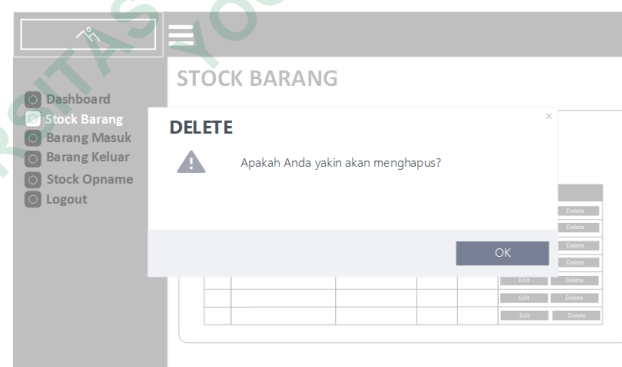 STOCK BARANG
Dashboard
Stock Barang
Barang Masuk
Barang Keluar
Stock Opname
Logout
DELETE
×
Apakah Anda yakin akan menghapus?
OK
Delete
Delete
Delete
Delete
Edit Delete
Edit Delete
Edit Delete